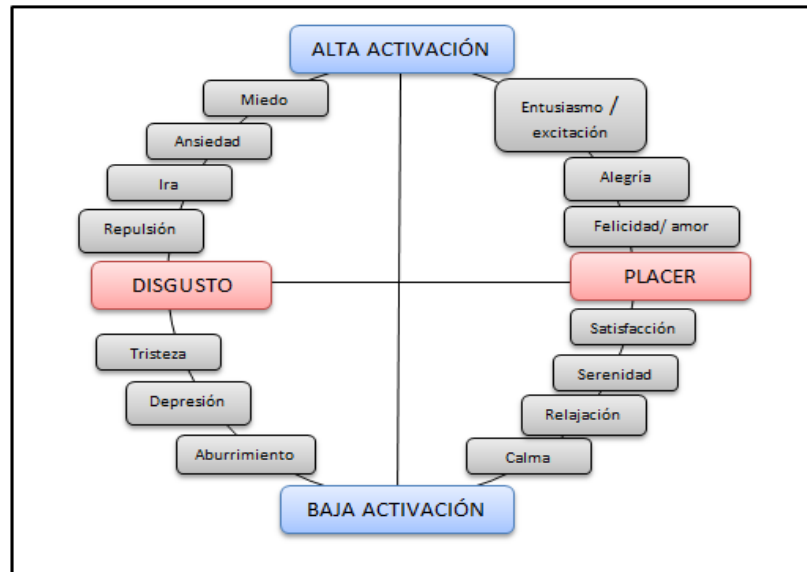 ALTA ACTIVACIÓN
Miedo
Entusiasmo /
excitación
Ansiedad
Alegría
Ira
Felicidad/ amor
Repulsión
DISGUSTO
PLACER
Satisfacción
Tristeza
Serenidad
Depresión
Relajación
Aburrimiento
Calma
BAJA ACTIVACIÓN